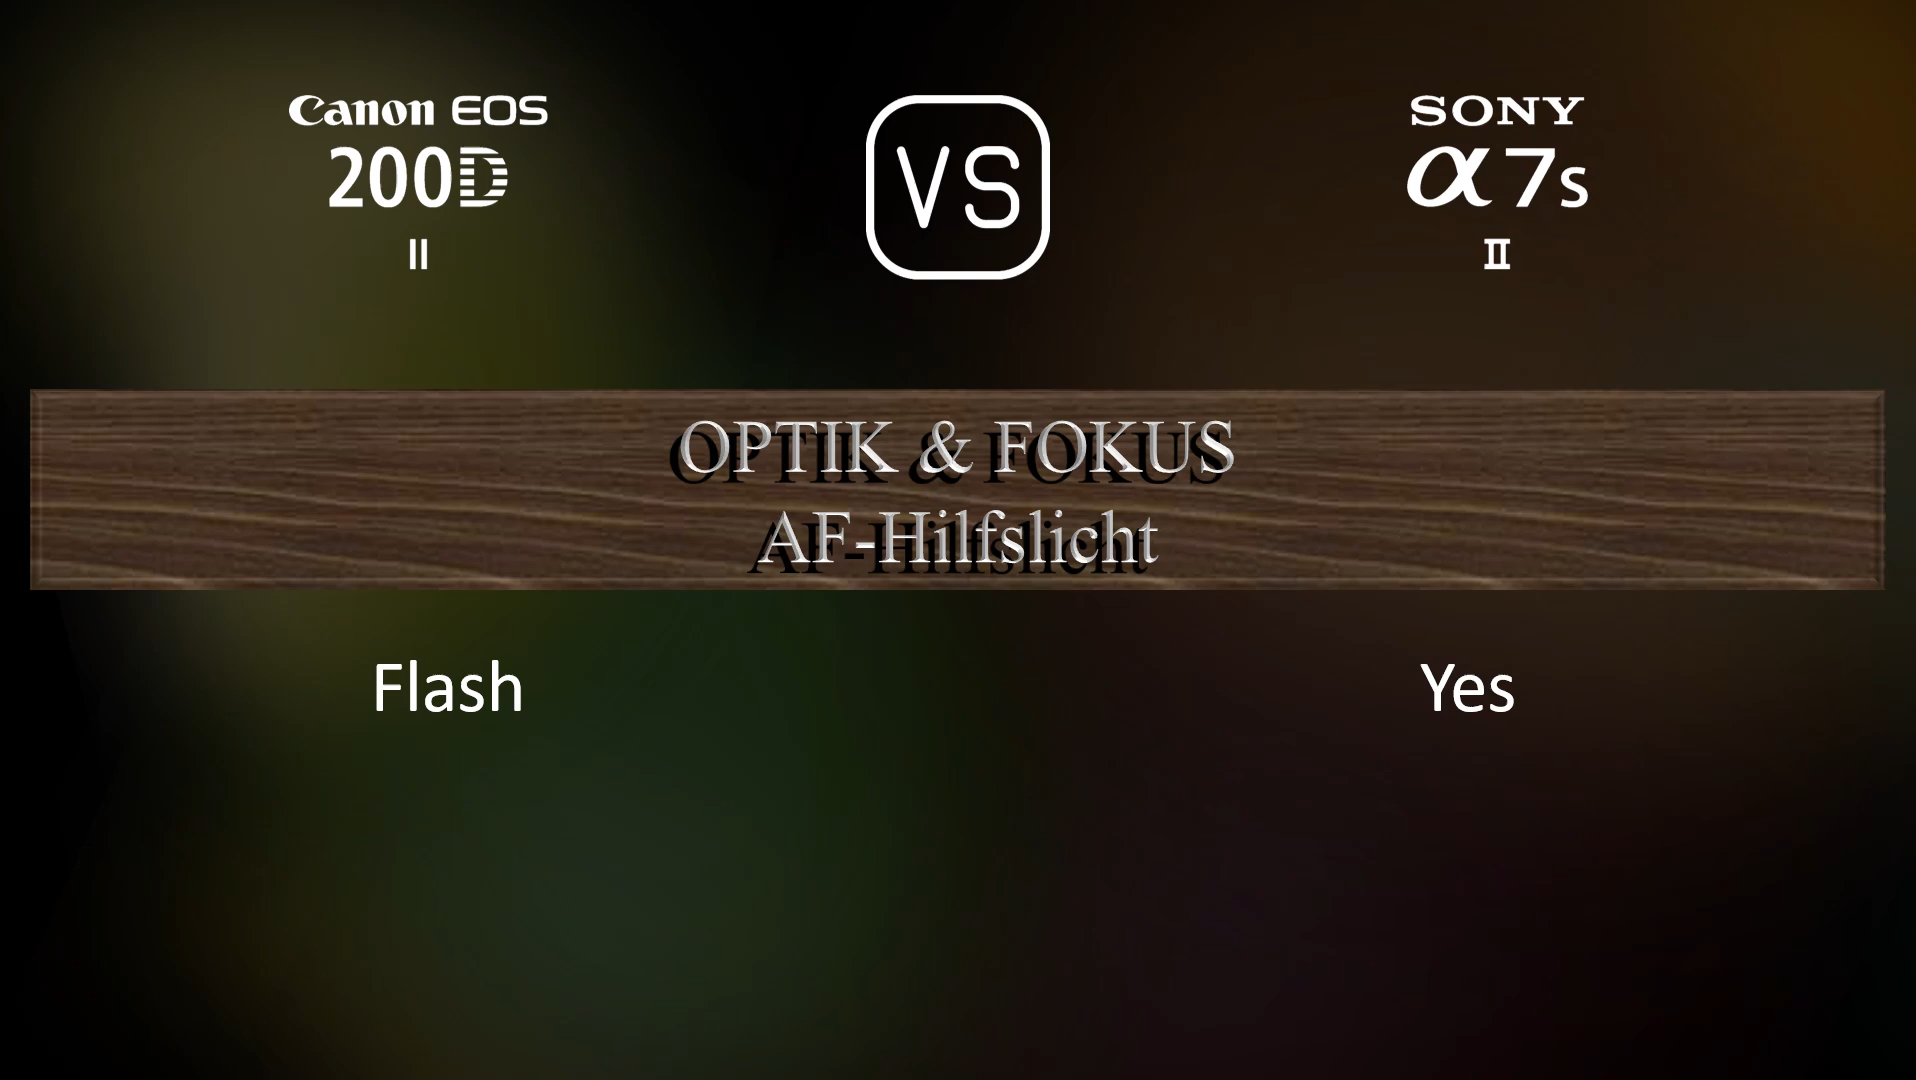 Canon EOS
200D
II
VS
SONY
α7s
II
OPTIK & FOKUS
AF-Hilfslicht
Flash
Yes